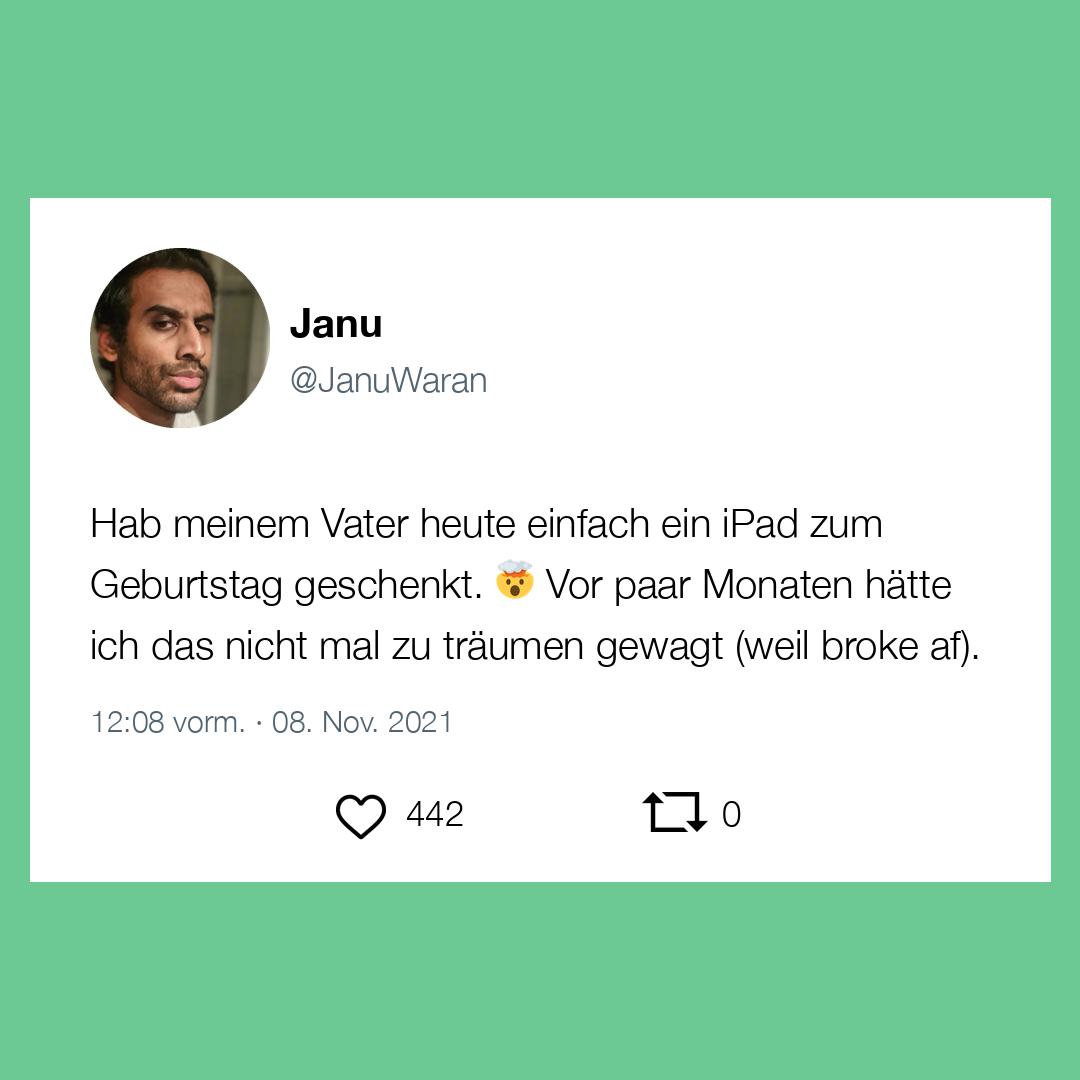 Janu
@JanuWaran
Hab meinem Vater heute einfach ein iPad zum
Geburtstag geschenkt. 🤯 Vor paar Monaten hätte
ich das nicht mal zu träumen gewagt (weil broke af).
12:08 vorm. · 08. Nov. 2021
442 0